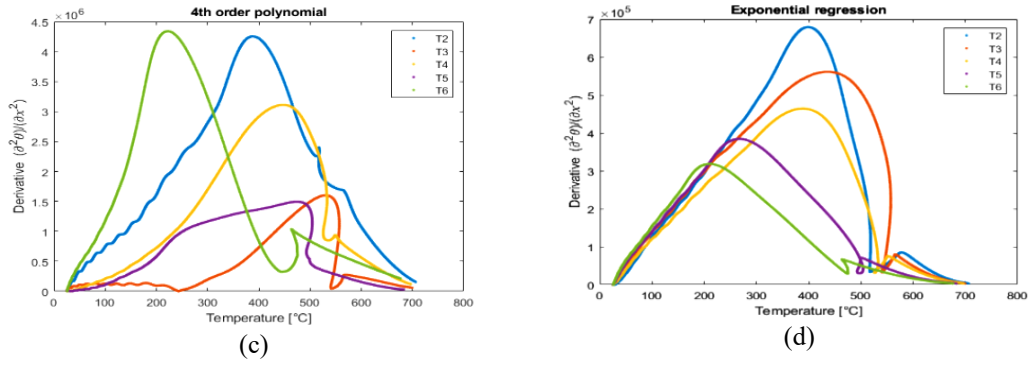 4th order polynomial
×10⁶
4.5
4
3.5
3
2.5
2
1.5
1
0.5
0
0 100 200 300 400 500 600 700 800
Derivative (∂²θ)/(∂x²)
Temperature [°C]
T2
T3
T4
T5
T6
(c)
Exponential regression
×10⁵
7
6
5
4
3
2
1
0
0 100 200 300 400 500 600 700 800
Derivative (∂²θ)/(∂x²)
Temperature [°C]
T2
T3
T4
T5
T6
(d)